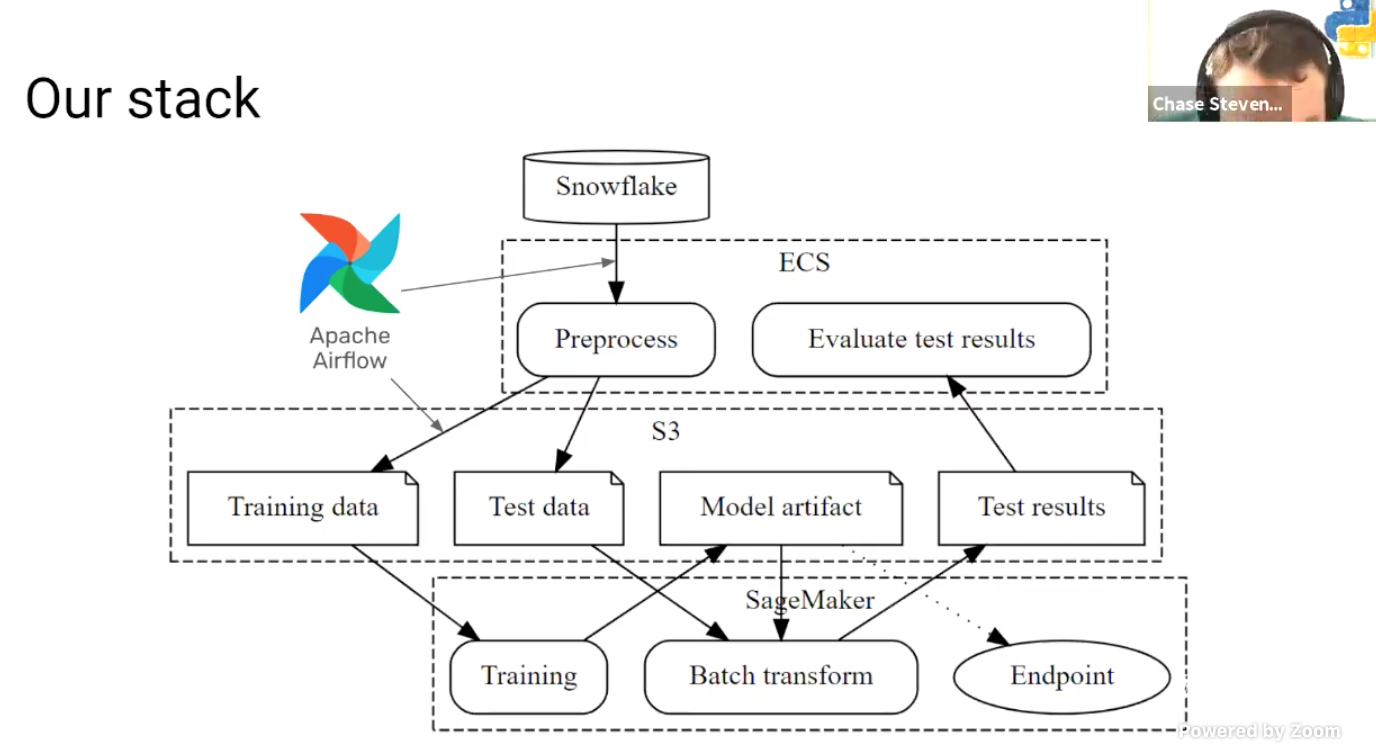 Our stack
Chase Steven...
Snowflake
ECS
Apache
Airflow
Preprocess
Evaluate test results
S3
Training data
Test data
Model artifact
Test results
SageMaker
Training
Batch transform
Endpoint
Powered by Zoom